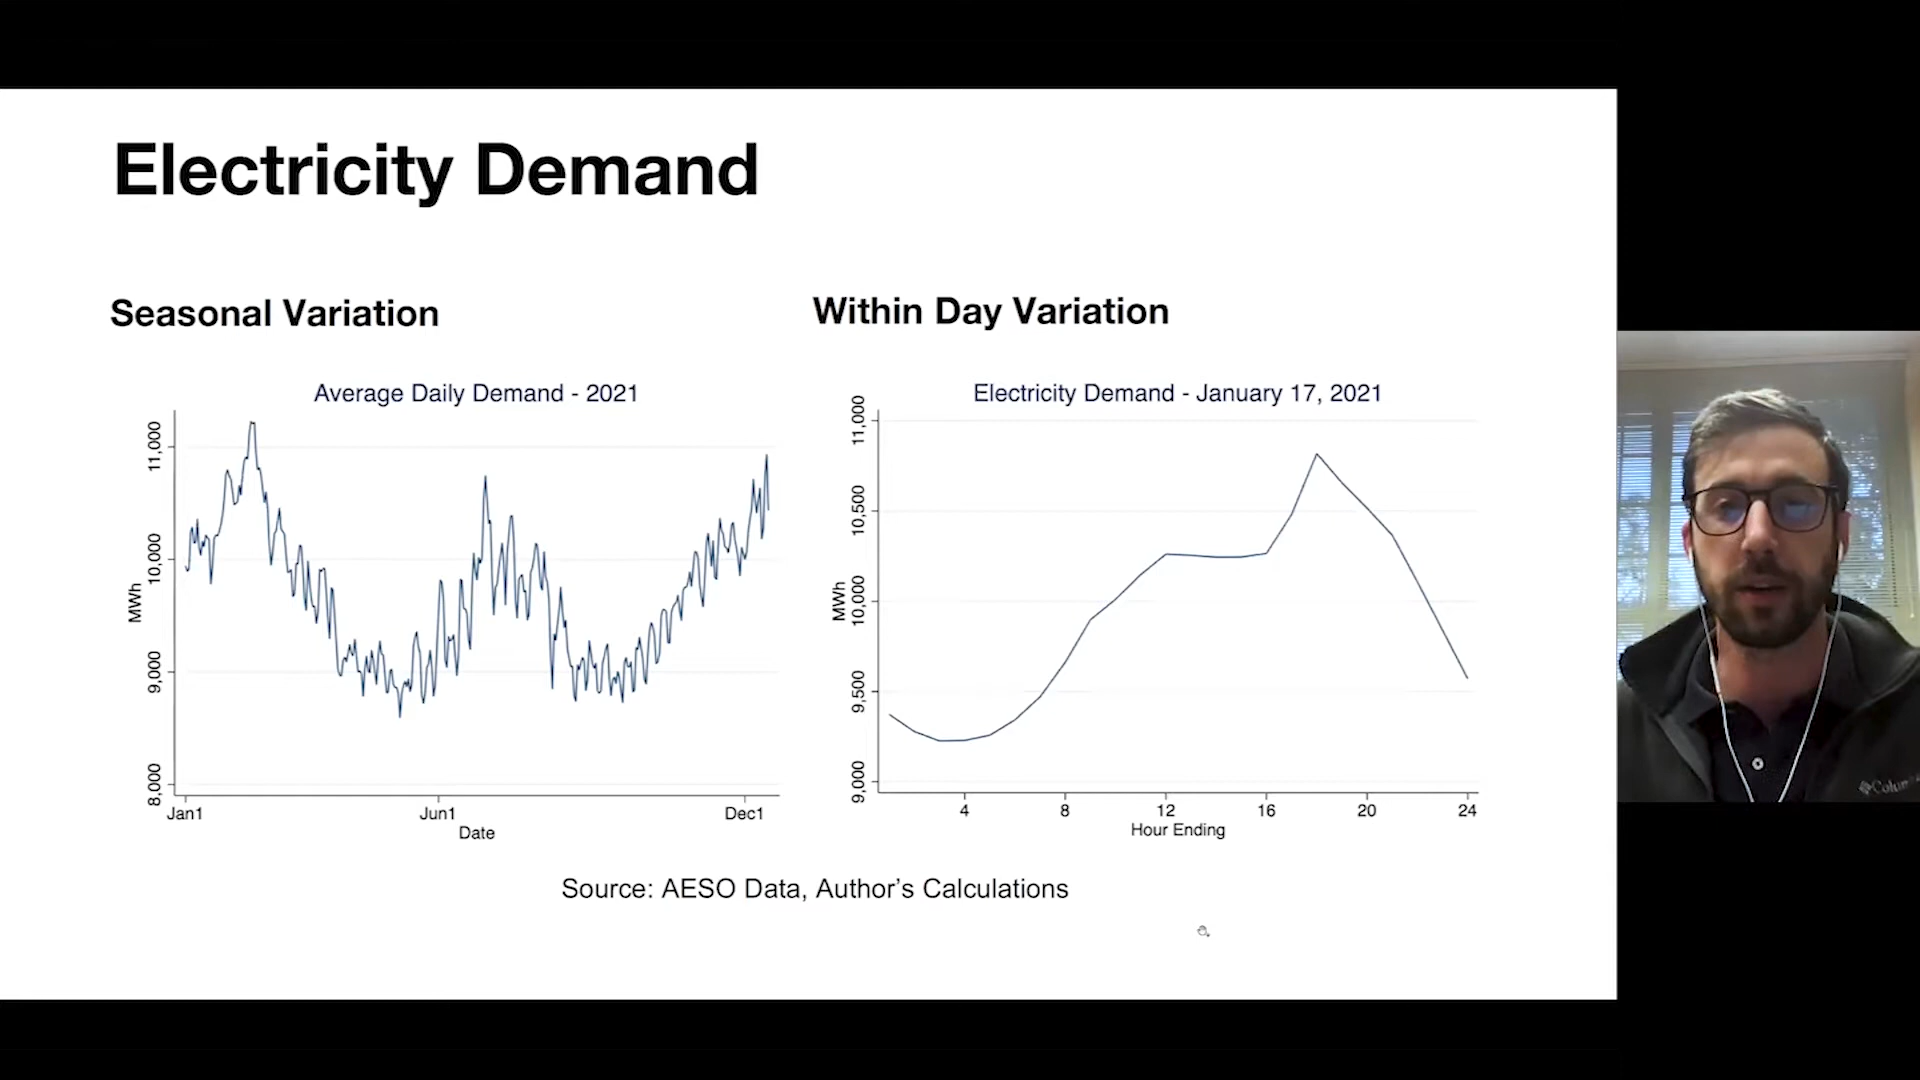 Electricity Demand
Seasonal Variation
Average Daily Demand - 2021
11,000
10,000
9,000
8,000
MWh
Jan1
Jun1
Dec1
Date
Within Day Variation
Electricity Demand - January 17, 2021
11,000
10,500
10,000
9,500
9,000
MWh
4
8
12
16
20
24
Hour Ending
Source: AESO Data, Author's Calculations